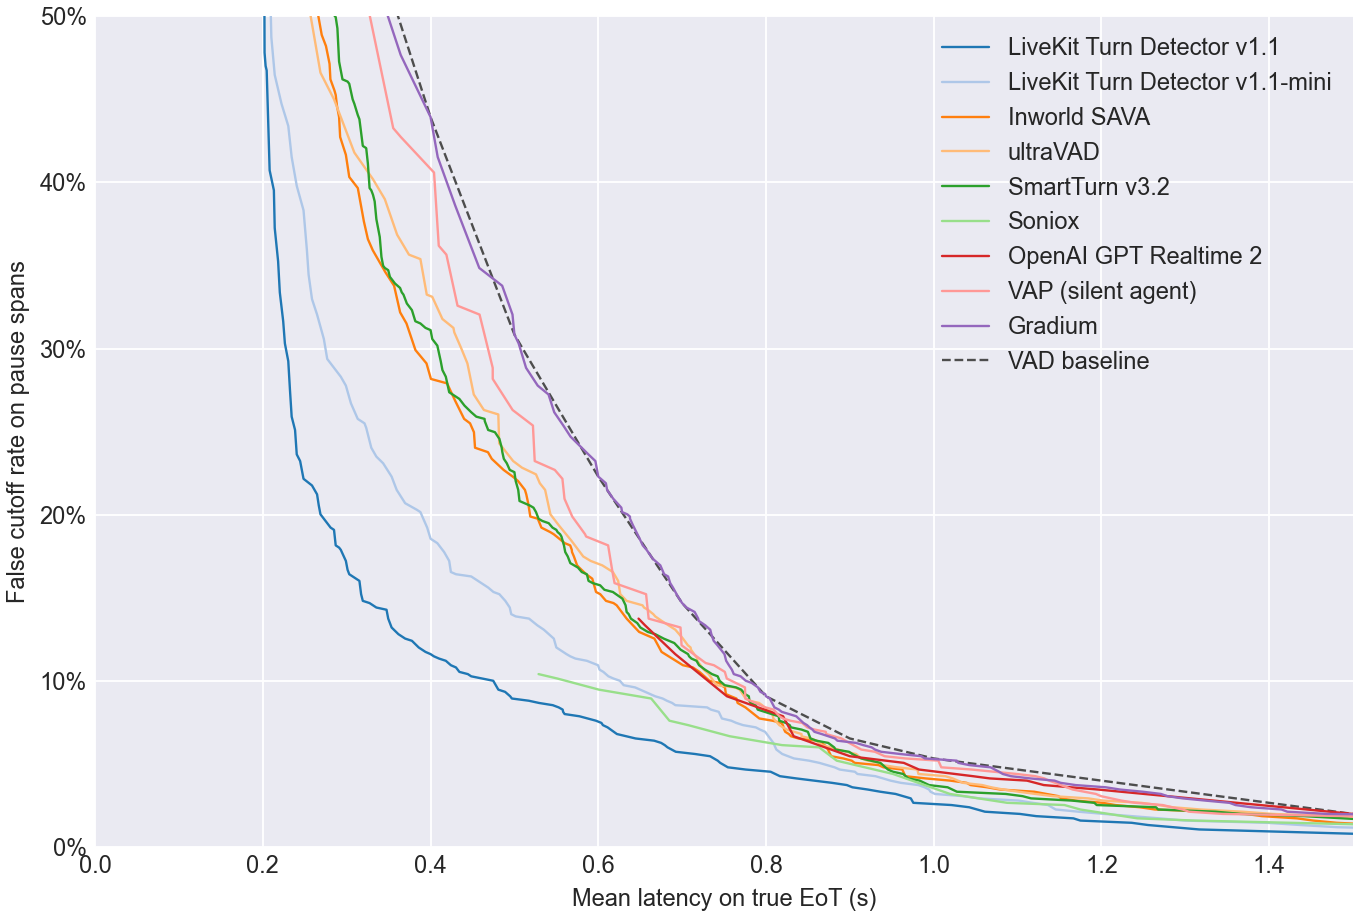 50%
40%
30%
20%
10%
0%
False cutoff rate on pause spans
LiveKit Turn Detector v1.1
LiveKit Turn Detector v1.1-mini
Inworld SAVA
ultraVAD
SmartTurn v3.2
Soniox
OpenAI GPT Realtime 2
VAP (silent agent)
Gradium
VAD baseline
0.0 0.2 0.4 0.6 0.8 1.0 1.2 1.4
Mean latency on true EoT (s)